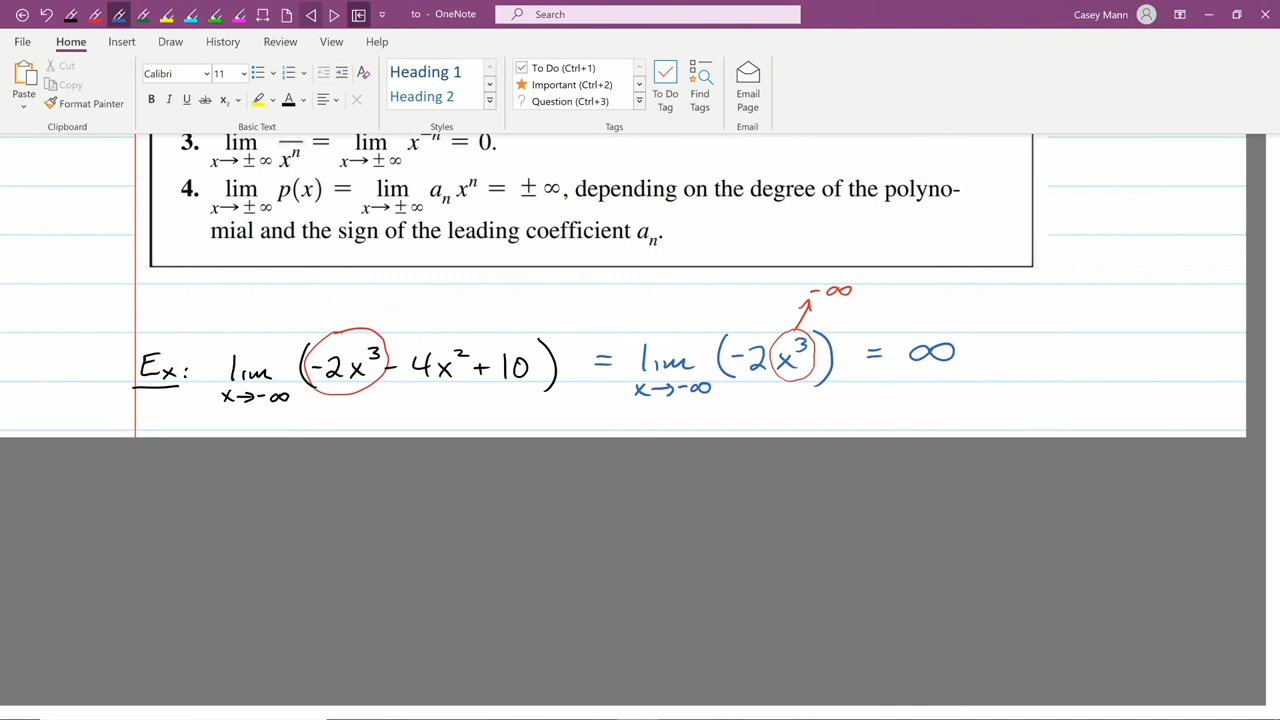 to - OneNote
Search
Casey Mann
File Home Insert Draw History Review View Help
Paste
Cut
Copy
Format Painter
Clipboard
Calibri 11
B I U ab x₂ A
Basic Text
Heading 1
Heading 2
Styles
To Do (Ctrl+1)
Important (Ctrl+2)
Question (Ctrl+3)
To Do Tag
Find Tags
Tags
Email Page
Email
3. lim x→±∞ xⁿ = lim x→±∞ x⁻ⁿ = 0.
4. lim x→±∞ p(x) = lim x→±∞ aₙxⁿ = ±∞, depending on the degree of the polyno-
mial and the sign of the leading coefficient aₙ.
-∞
Ex: lim x→-∞ (-2x³ - 4x² + 10) = lim x→-∞ (-2x³) = ∞